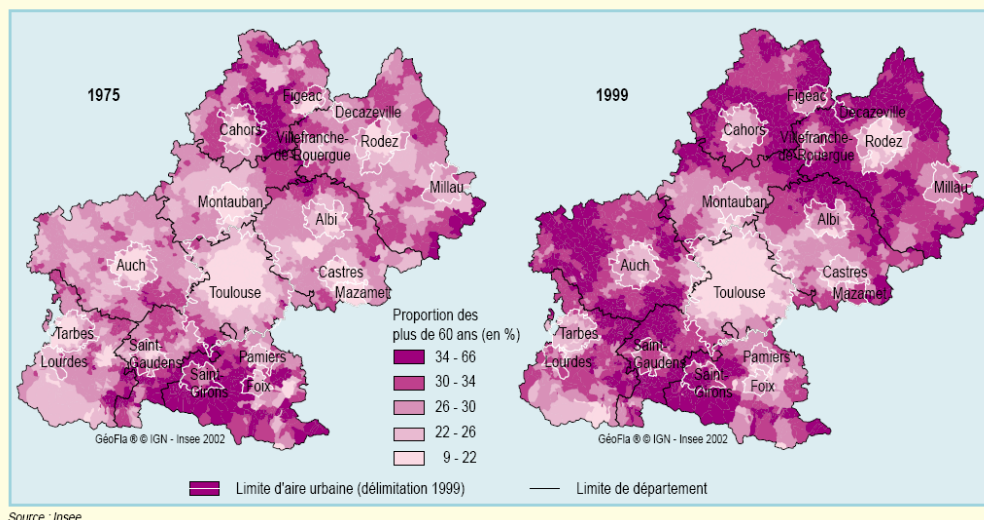 1975
Figeac
Decazeville
Cahors
Villefranche-
de-Rouergue
Rodez
Millau
Montauban
Albi
Auch
Toulouse
Castres
Mazamet
Tarbes
Lourdes
Saint-
Gaudens
Saint-
Girons
Pamiers
Foix
GéoFla ® © IGN - Insee 2002
1999
Figeac
Decazeville
Cahors
Villefranche-
de-Rouergue
Rodez
Millau
Montauban
Albi
Auch
Toulouse
Castres
Mazamet
Tarbes
Lourdes
Saint-
Gaudens
Saint-
Girons
Pamiers
Foix
GéoFla ® © IGN - Insee 2002
Proportion des
plus de 60 ans (en %)
34 - 66
30 - 34
26 - 30
22 - 26
9 - 22
Limite d'aire urbaine (délimitation 1999)
Limite de département
Source : Insee